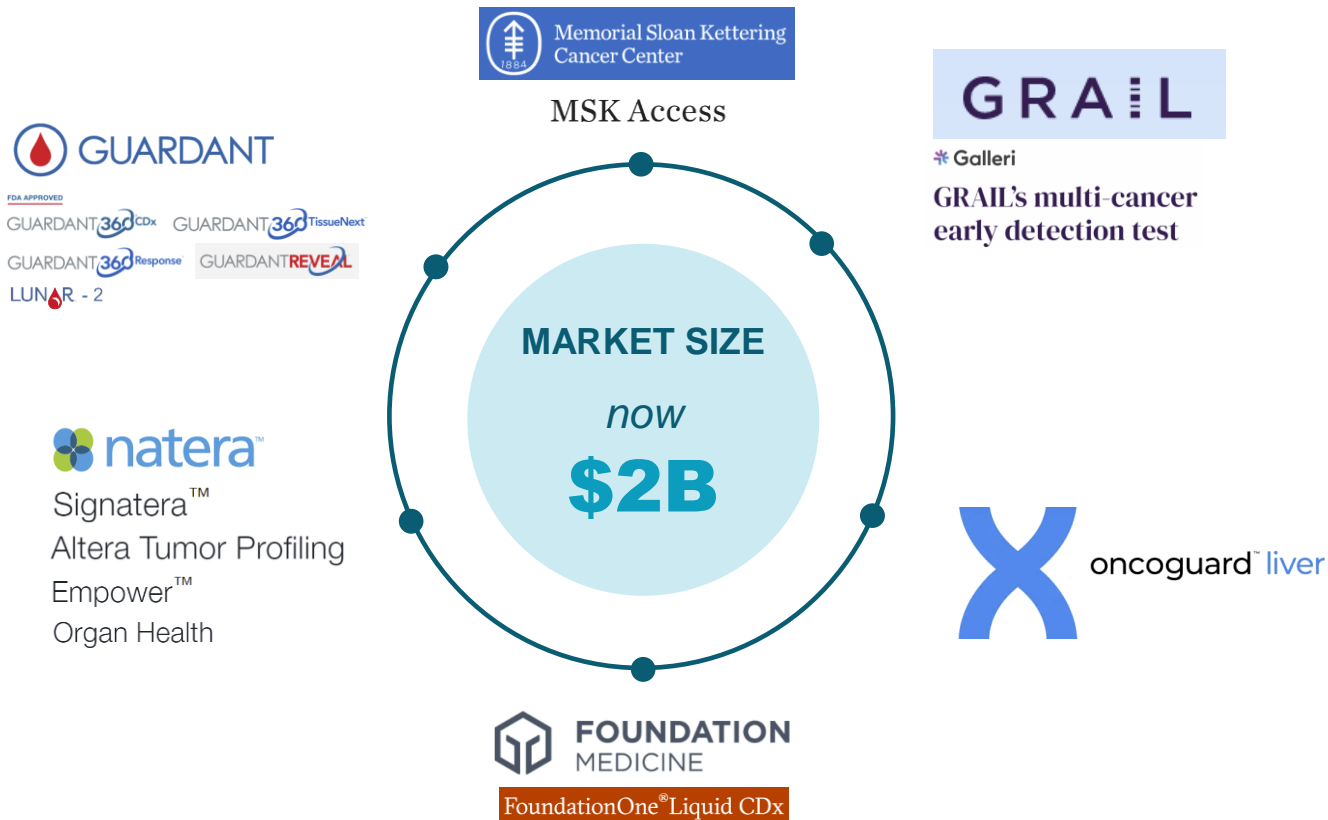 Memorial Sloan Kettering
Cancer Center
1884
MSK Access
GRAIL
Galleri
GRAIL's multi-cancer
early detection test
GUARDANT
FDA APPROVED
GUARDANT360 CDx
GUARDANT360 TissueNext
GUARDANT360 Response
GUARDANTREVEAL
LUNAR - 2
MARKET SIZE
now
$2B
natera™
Signatera™
Altera Tumor Profiling
Empower™
Organ Health
oncoguard™ liver
FOUNDATION
MEDICINE
FoundationOne®Liquid CDx